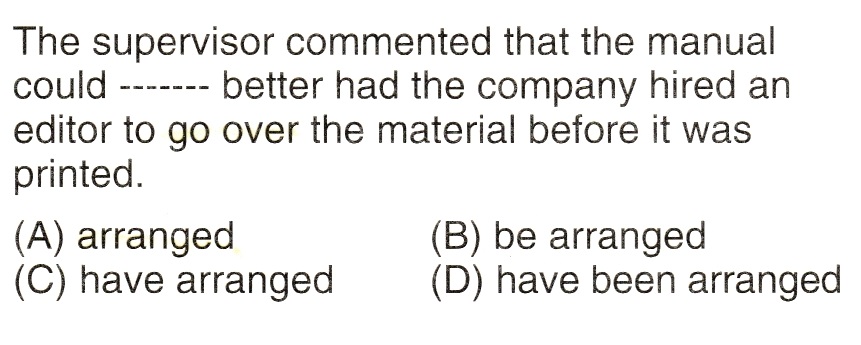 The supervisor commented that the manual
could ------- better had the company hired an
editor to go over the material before it was
printed.
(A) arranged (B) be arranged
(C) have arranged (D) have been arranged